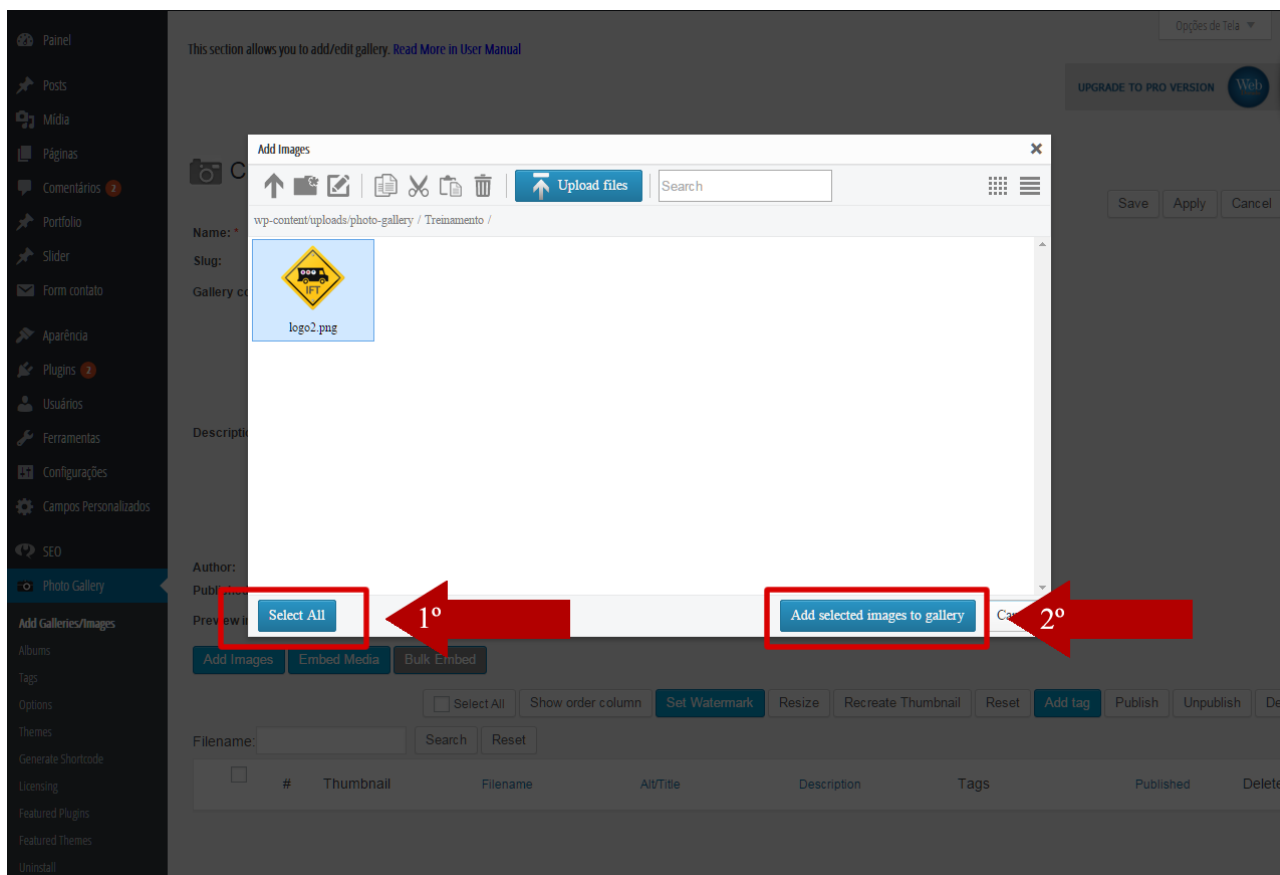 Opções de Tela
Painel
This section allows you to add/edit gallery. Read More in User Manual
Posts
UPGRADE TO PRO VERSION
Web
Mídia
Páginas
Comentários 2
Portfolio
Slider
Form contato
Aparência
Plugins 2
Usuários
Ferramentas
Configurações
Campos Personalizados
SEO
Photo Gallery
Add Galleries/Images
Albums
Tags
Options
Themes
Generate Shortcode
Licensing
Featured Plugins
Featured Themes
Uninstall
Save Apply Cancel
Name: *
Slug:
Author:
Add Images
Upload files Search
wp-content/uploads/photo-gallery / Treinamento /
IFT
logo2.png
Select All
1º
Add selected images to gallery
2º
Add Images Embed Media Bulk Embed
Select All Show order column Set Watermark Resize Recreate Thumbnail Reset Add tag Publish Unpublish
Filename: Search Reset
# Thumbnail Filename Alt/Title Description Tags Published Delete